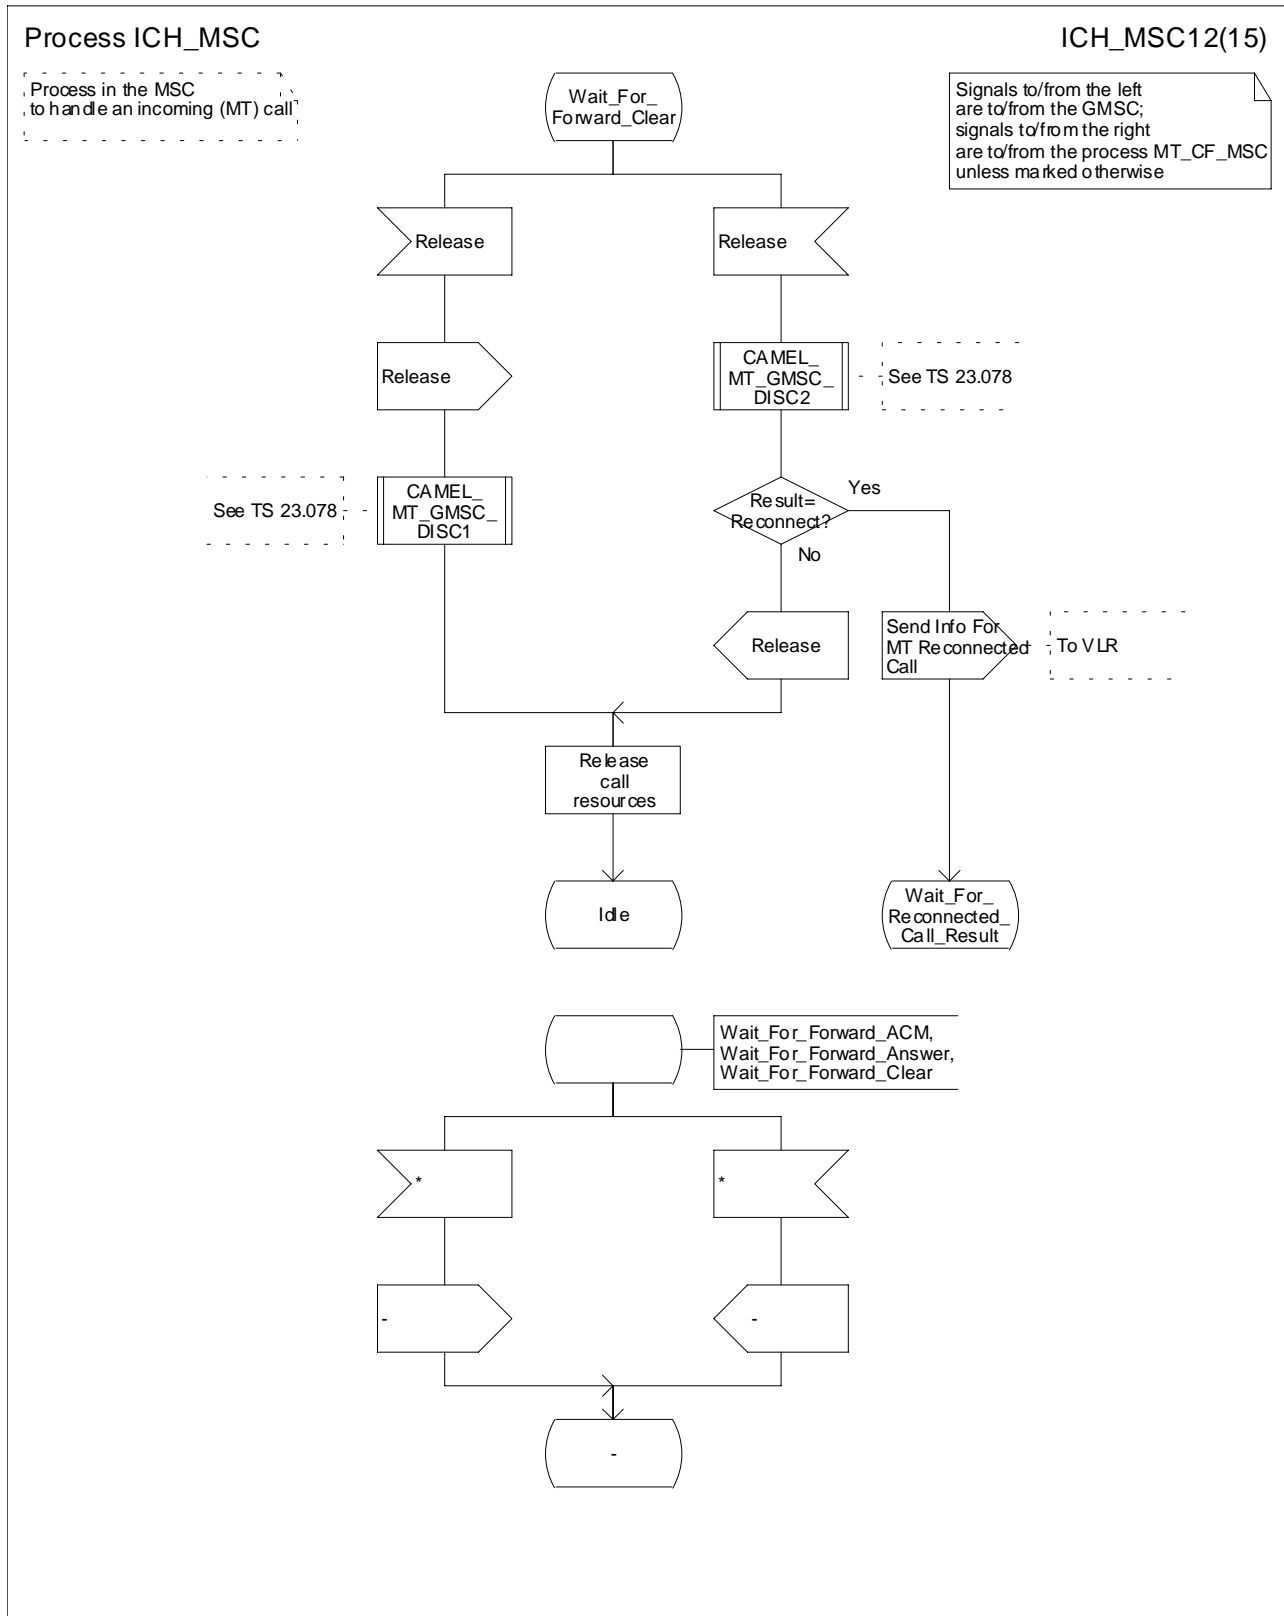 Process ICH_MSC
ICH_MSC12(15)
Process in the MSC
to handle an incoming (MT) call
Signals to/from the left
are to/from the GMSC;
signals to/from the right
are to/from the process MT_CF_MSC
unless marked otherwise
Wait_For_
Forward_Clear
Release
Release
Release
CAMEL_
MT_GMSC_
DISC2
See TS 23.078
See TS 23.078
CAMEL_
MT_GMSC_
DISC1
Result=
Reconnect?
Yes
No
Release
Send Info For
MT Reconnected
Call
To VLR
Release
call
resources
Idle
Wait_For_
Reconnected_
Call_Result
Wait_For_Forward_ACM,
Wait_For_Forward_Answer,
Wait_For_Forward_Clear
*
*
-
-
-